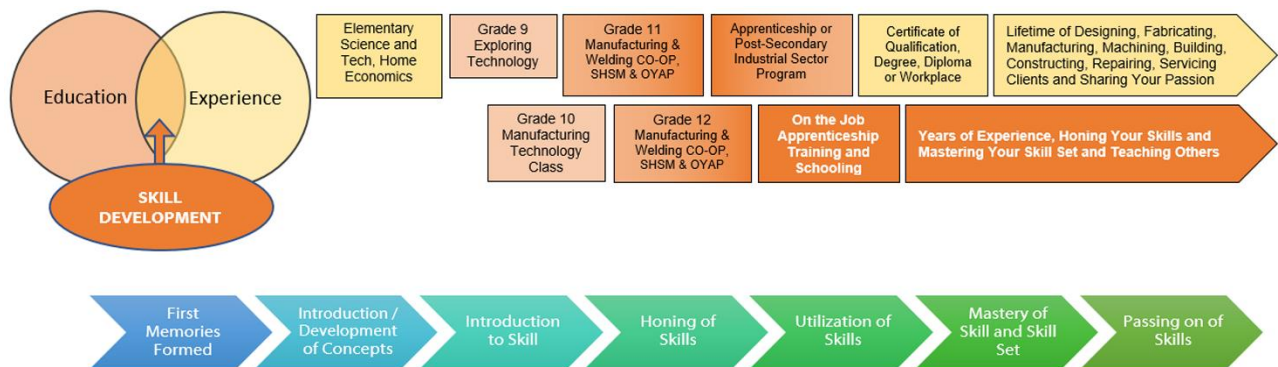 Education
Experience
SKILL
DEVELOPMENT
Elementary
Science and
Tech, Home
Economics
Grade 9
Exploring
Technology
Grade 11
Manufacturing &
Welding CO-OP,
SHSM & OYAP
Apprenticeship or
Post-Secondary
Industrial Sector
Program
Certificate of
Qualification,
Degree, Diploma
or Workplace
Lifetime of Designing, Fabricating,
Manufacturing, Machining, Building,
Constructing, Repairing, Servicing
Clients and Sharing Your Passion
Grade 10
Manufacturing
Technology
Class
Grade 12
Manufacturing &
Welding CO-OP,
SHSM & OYAP
On the Job
Apprenticeship
Training and
Schooling
Years of Experience, Honing Your Skills and
Mastering Your Skill Set and Teaching Others
First
Memories
Formed
Introduction /
Development
of Concepts
Introduction
to Skill
Honing of
Skills
Utilization of
Skills
Mastery of
Skill and Skill
Set
Passing on of
Skills